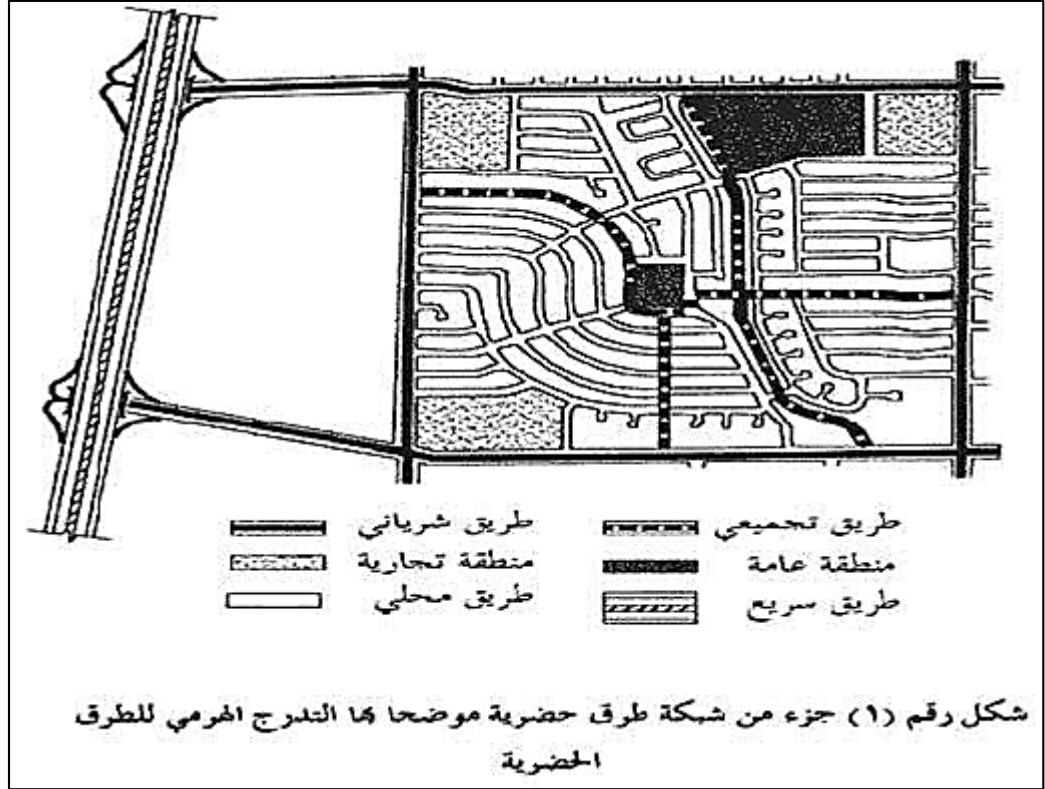 طريق شرياني طريق تجميعي
منطقة تجارية منطقة عامة
طريق محلي طريق سريع
شكل رقم (١) جزء من شبكة طرق حضرية موضحا بها التدرج الهرمي للطرق
الحضرية